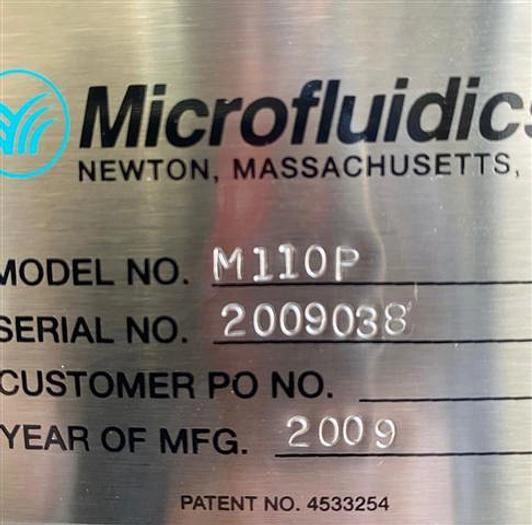 Microfluidics
NEWTON, MASSACHUSETTS,
MODEL NO. M110P
SERIAL NO. 2009038
CUSTOMER PO NO.
YEAR OF MFG. 2009
PATENT NO. 4533254